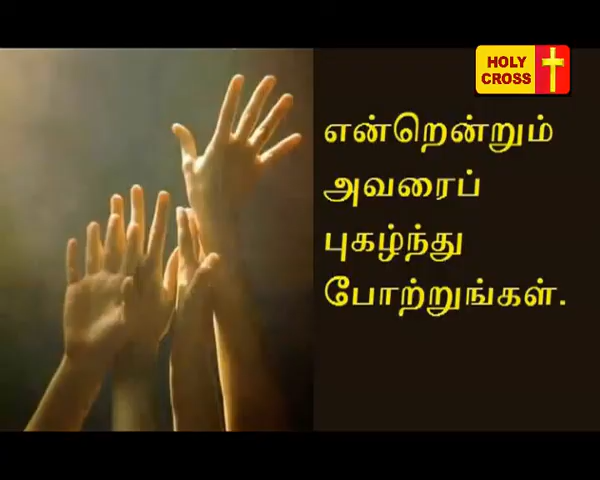 HOLY
CROSS
என்றென்றும்
அவரைப்
புகழ்ந்து
போற்றுங்கள்.